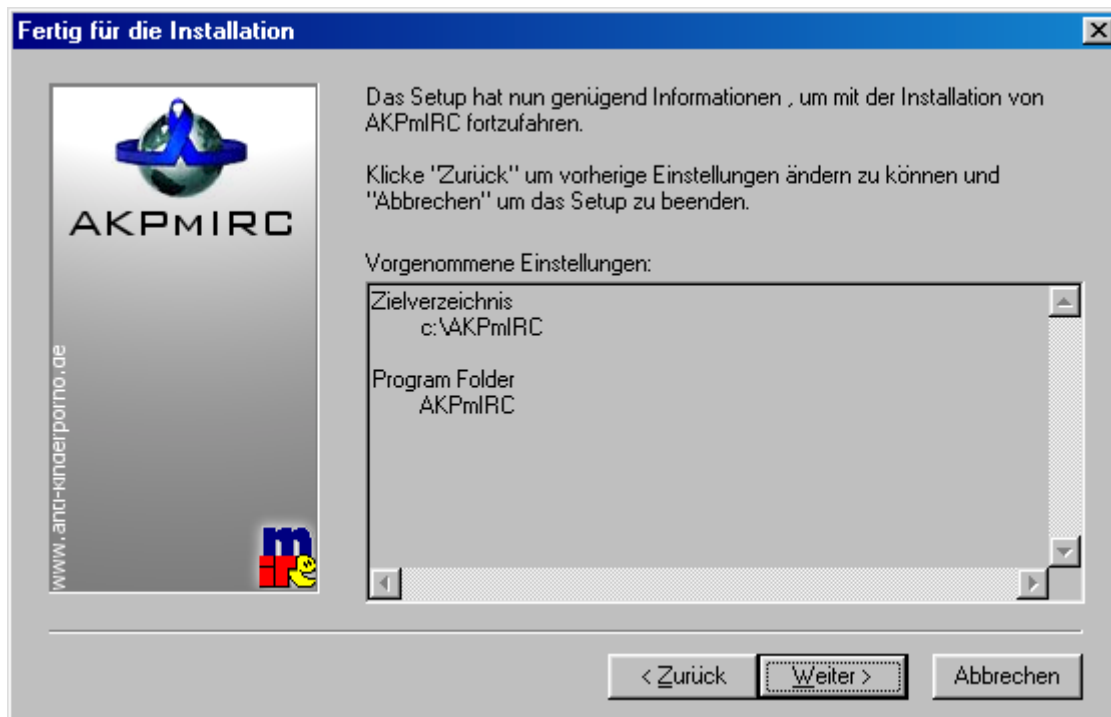 Fertig für die Installation
AKPMIRC
www.anti-kinderporno.de
mIRC
Das Setup hat nun genügend Informationen , um mit der Installation von
AKPmIRC fortzufahren.
Klicke "Zurück" um vorherige Einstellungen ändern zu können und
"Abbrechen" um das Setup zu beenden.
Vorgenommene Einstellungen:
Zielverzeichnis
c:\AKPmIRC
Program Folder
AKPmIRC
< Zurück
Weiter >
Abbrechen